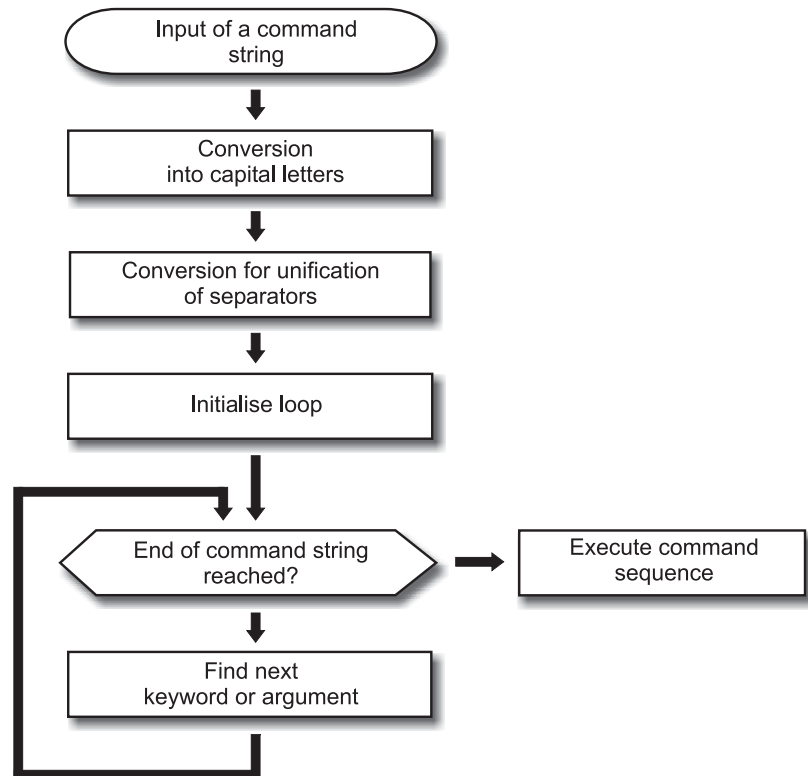 Input of a command
string
Conversion
into capital letters
Conversion for unification
of separators
Initialise loop
End of command string
reached?
Execute command
sequence
Find next
keyword or argument